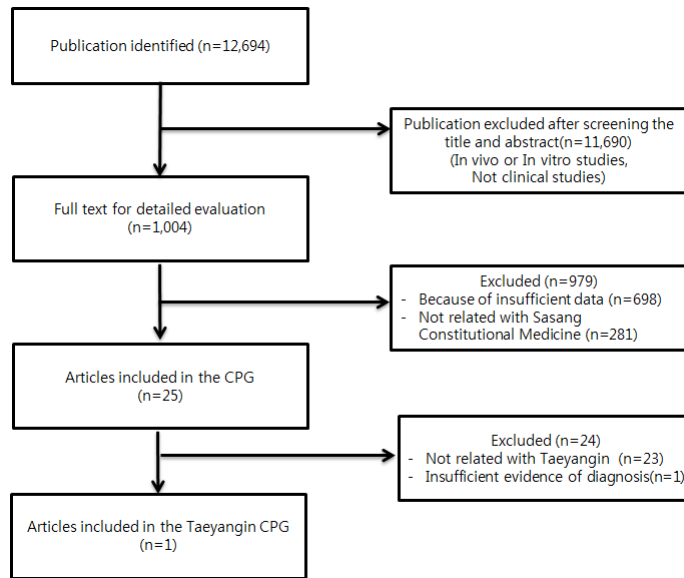 Publication identified (n=12,694)
Publication excluded after screening the
title and abstract(n=11,690)
(In vivo or In vitro studies,
Not clinical studies)
Full text for detailed evaluation
(n=1,004)
Excluded (n=979)
- Because of insufficient data (n=698)
- Not related with Sasang
Constitutional Medicine (n=281)
Articles included in the CPG
(n=25)
Excluded (n=24)
- Not related with Taeyangin (n=23)
- Insufficient evidence of diagnosis(n=1)
Articles included in the Taeyangin CPG
(n=1)